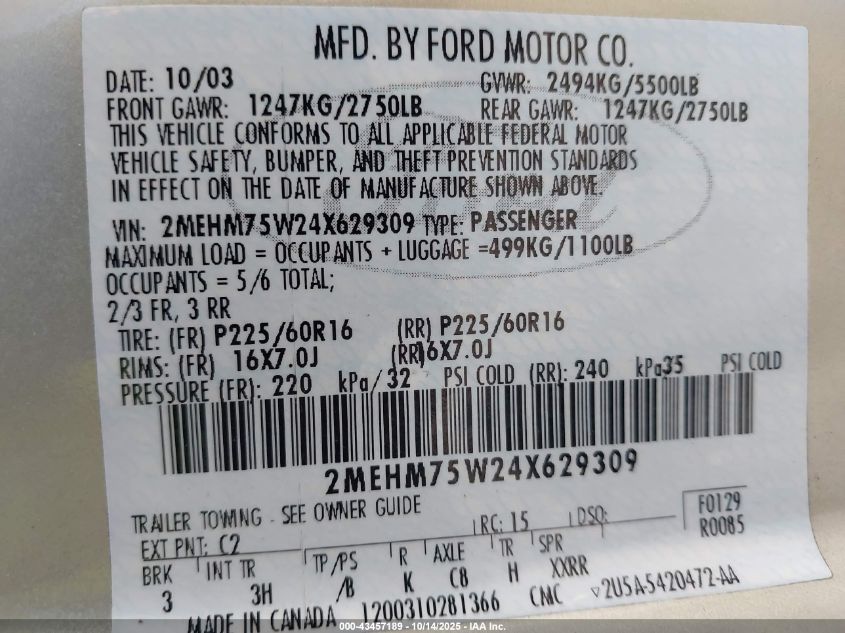 MFD. BY FORD MOTOR CO.
DATE: 10/03 GVWR: 2494KG/5500LB
FRONT GAWR: 1247KG/2750LB REAR GAWR: 1247KG/2750LB
THIS VEHICLE CONFORMS TO ALL APPLICABLE FEDERAL MOTOR
VEHICLE SAFETY, BUMPER, AND THEFT PREVENTION STANDARDS
IN EFFECT ON THE DATE OF MANUFACTURE SHOWN ABOVE.
VIN: 2MEHM75W24X629309 TYPE: PASSENGER
MAXIMUM LOAD = OCCUPANTS + LUGGAGE =499KG/1100LB
OCCUPANTS = 5/6 TOTAL;
2/3 FR, 3 RR
TIRE: (FR) P225/60R16 (RR) P225/60R16
RIMS: (FR) 16X7.0J (RR)16X7.0J
PRESSURE (FR): 220 kPa/ 32 PSI COLD (RR): 240 kPa35 PSI COLD
2MEHM75W24X629309
TRAILER TOWING - SEE OWNER GUIDE
EXT PNT: C2 RC: 15 DSO: F0129
R0085
BRK INT TR TP/PS R AXLE TR SPR
3 3H /B K C8 H XXRR
MADE IN CANADA 1200310281366 CMC ▽2U5A-5420472-AA
000-43457189 - 10/14/2025 - IAA Inc.